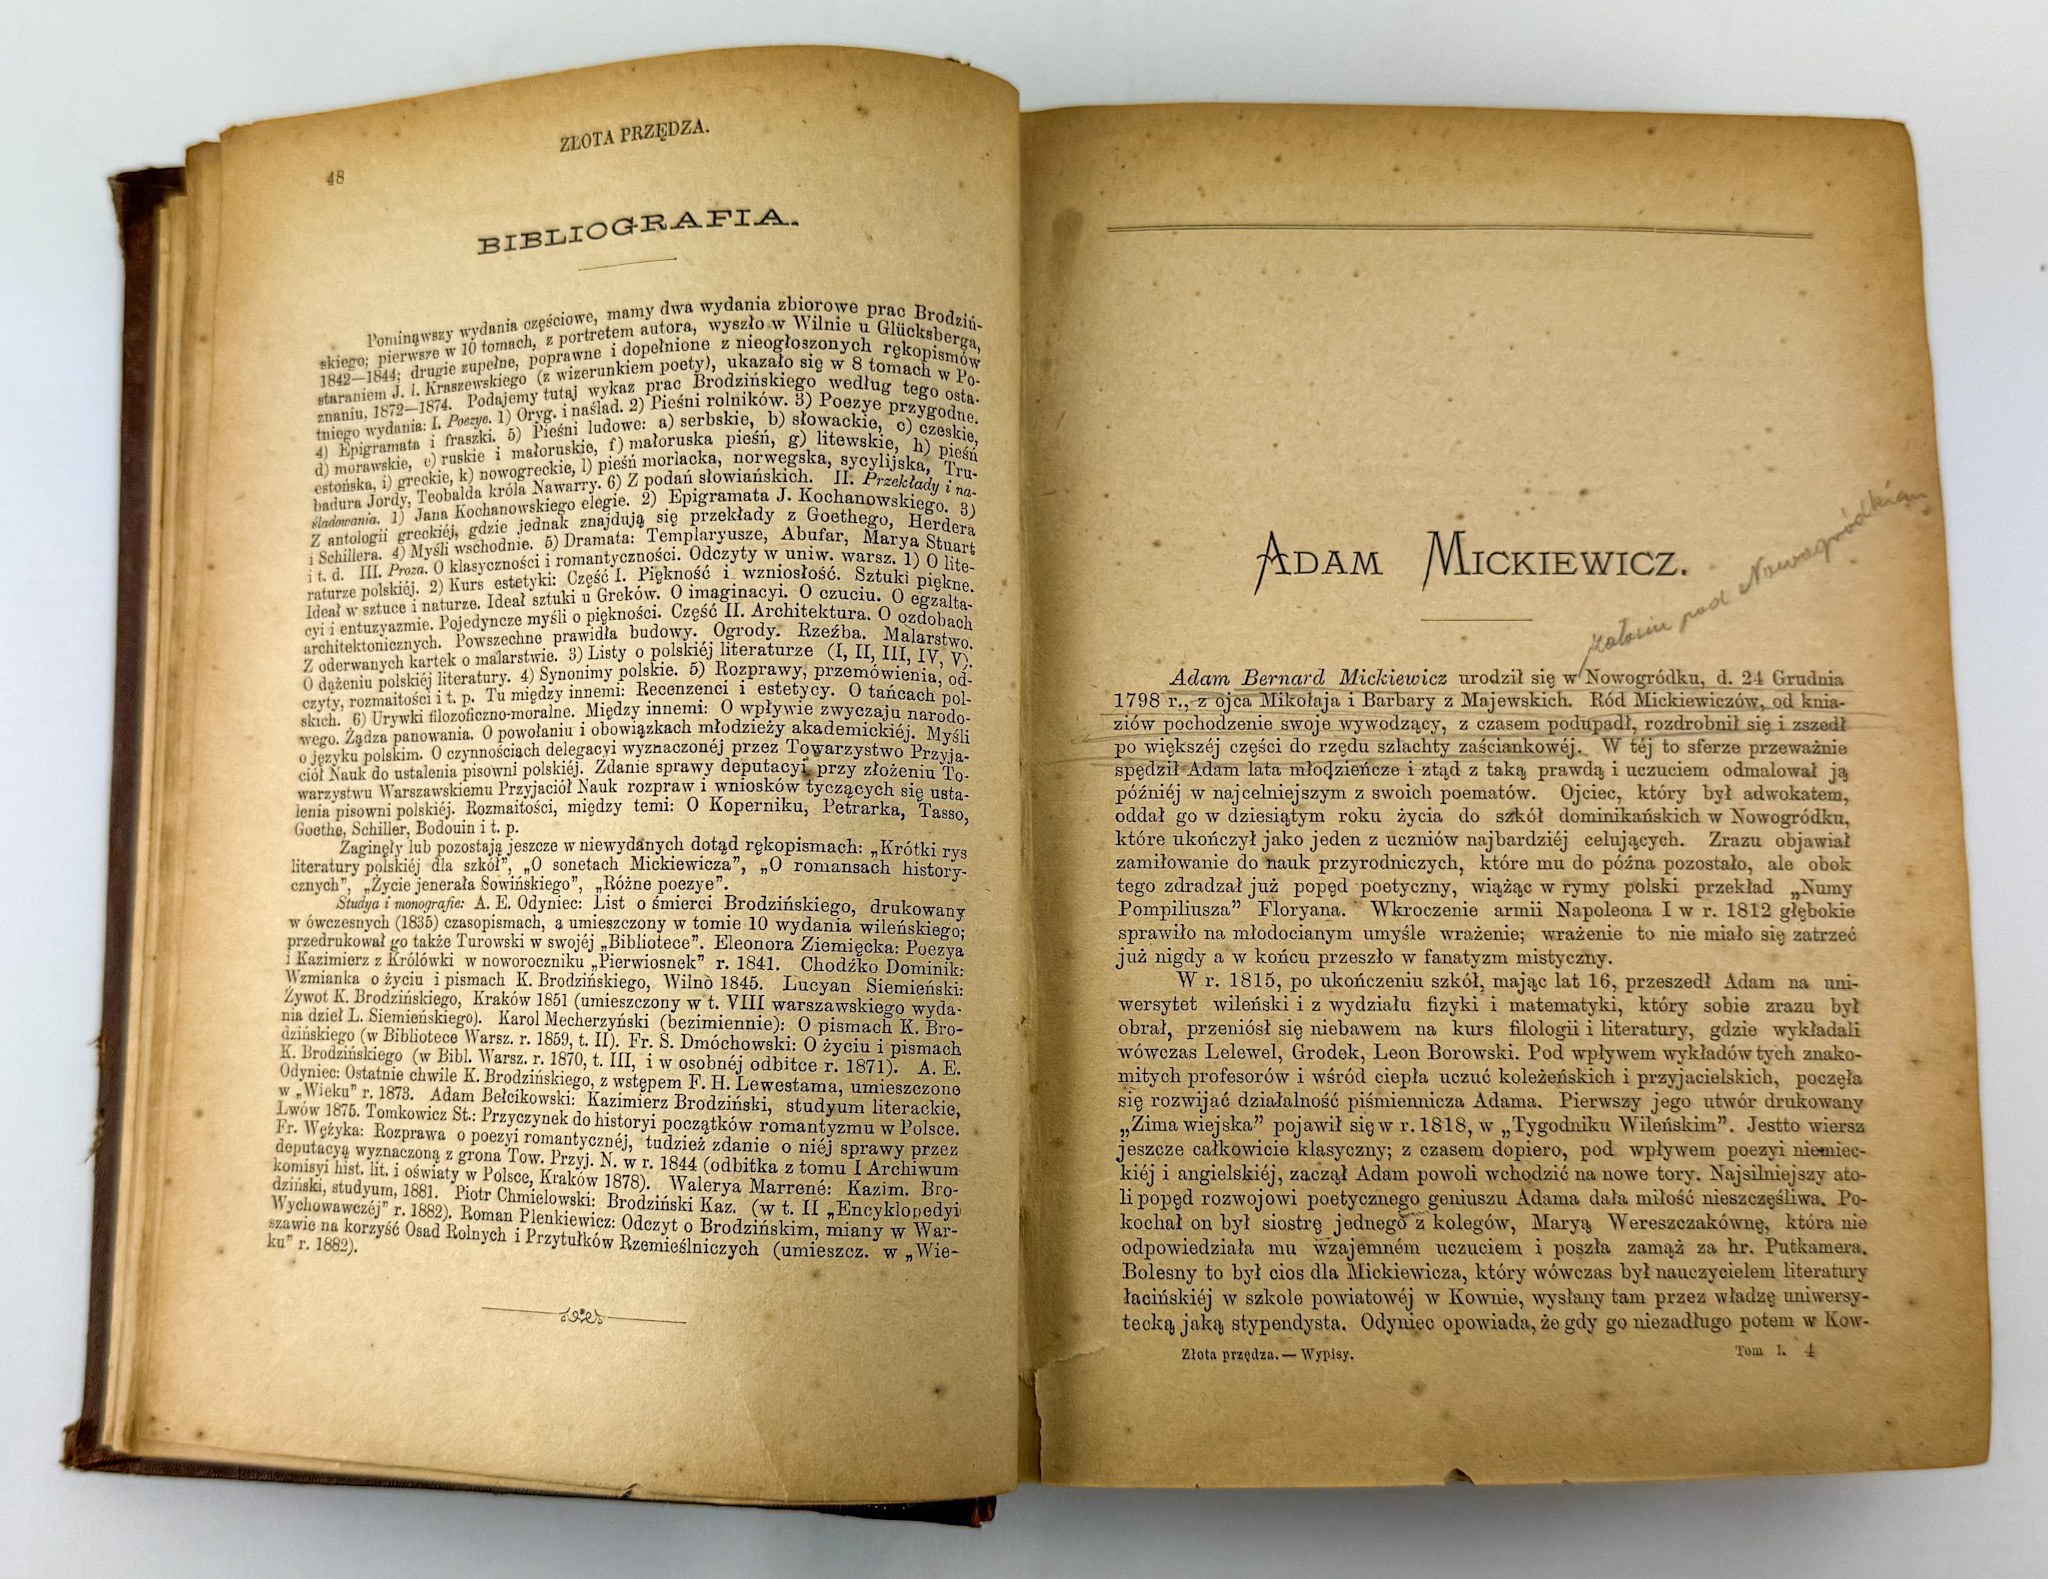 ZŁOTA PRZĘDZA.
48
BIBLIOGRAFIA.
Pominąwszy wydania częściowe, mamy dwa wydania zbiorowe prac Brodziń-
skiego; pierwsze w 10 tomach, z portretem autora, wyszło w Wilnie u Glücksberga,
1842—1844; drugie zupełne, poprawne i dopełnione z nieogłoszonych rękopismów
staraniem J. I. Kraszewskiego (z wizerunkiem poety), ukazało się w 8 tomach w Po-
znaniu, 1872—1874. Podajemy tutaj wykaz prac Brodzińskiego według tego osta-
tniego wydania: I. Poezye. 1) Oryg. i naślad. 2) Pieśni rolników. 3) Poezye przygodne.
4) Epigramata i fraszki. 5) Pieśni ludowe: a) serbskie, b) słowackie, c) czeskie,
d) morawskie, e) ruskie i małoruskie, f) małoruska pieśń, g) litewskie, h) pieśń
estońska, i) greckie, k) nowogreckie, l) pieśń morlacka, norwegska, sycylijska, Tru-
badura Jordy, Teobalda króla Nawarry. 6) Z podań słowiańskich. II. Przekłady i na-
śladowania. 1) Jana Kochanowskiego elegie. 2) Epigramata J. Kochanowskiego. 3)
Z antologii greckiéj, gdzie jednak znajdują się przekłady z Goethego, Herdera
i Schillera. 4) Myśli wschodnie. 5) Dramata: Templaryusze, Abufar, Marya Stuart
i t. d. III. Proza. O klasyczności i romantyczności. Odczyty w uniw. warsz. 1) O lite-
raturze polskiéj. 2) Kurs estetyki: Część I. Piękność i wzniosłość. Sztuki piękne.
Ideał w sztuce i naturze. Ideał sztuki u Greków. O imaginacyi. O czuciu. O egzalta-
cyi i entuzyazmie. Pojedyncze myśli o piękności. Część II. Architektura. O ozdobach
architektonicznych. Powszechne prawidła budowy. Ogrody. Rzeźba. Malarstwo.
Z oderwanych kartek o malarstwie. 3) Listy o polskiéj literaturze (I, II, III, IV, V).
O dążeniu polskiéj literatury. 4) Synonimy polskie. 5) Rozprawy, przemówienia, od-
czyty, rozmaitości i t. p. Tu między innemi: Recenzenci i estetycy. O tańcach pol-
skich. 6) Urywki filozoficzno-moralne. Między innemi: O wpływie zwyczaju narodo-
wego. Żądza panowania. O powołaniu i obowiązkach młodzieży akademickiéj. Myśli
o języku polskim. O czynnościach delegacyi wyznaczonéj przez Towarzystwo Przyja-
ciół Nauk do ustalenia pisowni polskiéj. Zdanie sprawy deputacyi, przy złożeniu To-
warzystwu Warszawskiemu Przyjaciół Nauk rozpraw i wniosków tyczących się usta-
lenia pisowni polskiéj. Rozmaitości, między temi: O Koperniku, Petrarka, Tasso,
Goethe, Schiller, Bodouin i t. p.
Zaginęły lub pozostają jeszcze w niewydanych dotąd rękopismach: „Krótki rys
literatury polskiéj dla szkół”, „O sonetach Mickiewicza”, „O romansach history-
cznych”, „Życie jenerała Sowińskiego”, „Różne poezye”.
Studya i monografie: A. E. Odyniec: List o śmierci Brodzińskiego, drukowany
w ówczesnych (1835) czasopismach, a umieszczony w tomie 10 wydania wileńskiego;
przedrukował go także Turowski w swojéj „Bibliotece”. Eleonora Ziemięcka: Poezya
i Kazimierz z Królówki w noworoczniku „Pierwiosnek” r. 1841. Chodźko Dominik:
Wzmianka o życiu i pismach K. Brodzińskiego, Wilno 1845. Lucyan Siemieński:
Żywot K. Brodzińskiego, Kraków 1851 (umieszczony w t. VIII warszawskiego wyda-
nia dzieł L. Siemieńskiego). Karol Mecherzyński (bezimiennie): O pismach K. Bro-
dzińskiego (w Bibliotece Warsz. r. 1859, t. II). Fr. S. Dmóchowski: O życiu i pismach
K. Brodzińskiego (w Bibl. Warsz. r. 1870, t. III, i w osobnéj odbitce r. 1871). A. E.
Odyniec: Ostatnie chwile K. Brodzińskiego, z wstępem F. H. Lewestama, umieszczone
w „Wieku” r. 1873. Adam Bełcikowski: Kazimierz Brodziński, studyum literackie,
Lwów 1875. Tomkowicz St.: Przyczynek do historyi początków romantyzmu w Polsce.
Fr. Wężyka: Rozprawa o poezyi romantycznéj, tudzież zdanie o niéj sprawy przez
deputacyą wyznaczoną z grona Tow. Przyj. N. w r. 1844 (odbitka z tomu I Archiwum
komisyi hist. lit. i oświaty w Polsce, Kraków 1878). Walerya Marrené: Kazim. Bro-
dziński, studyum, 1881. Piotr Chmielowski: Brodziński Kaz. (w t. II „Encyklopedyi
Wychowawczéj” r. 1882). Roman Plenkiewicz: Odczyt o Brodzińskim, miany w War-
szawie na korzyść Osad Rolnych i Przytułków Rzemieślniczych (umieszcz. w „Wie-
ku” r. 1882).
ADAM MICKIEWICZ.
pod Nowogródkiem
Adam Bernard Mickiewicz urodził się w Nowogródku, d. 24 Grudnia
1798 r., z ojca Mikołaja i Barbary z Majewskich. Ród Mickiewiczów, od knia-
ziów pochodzenie swoje wywodzący, z czasem podupadł, rozdrobnił się i zszedł
po większéj części do rzędu szlachty zaściankowéj. W téj to sferze przeważnie
spędził Adam lata młodzieńcze i ztąd z taką prawdą i uczuciem odmalował ją
późniéj w najcelniejszym z swoich poematów. Ojciec, który był adwokatem,
oddał go w dziesiątym roku życia do szkół dominikańskich w Nowogródku,
które ukończył jako jeden z uczniów najbardziéj celujących. Zrazu objawiał
zamiłowanie do nauk przyrodniczych, które mu do późna pozostało, ale obok
tego zdradzał już popęd poetyczny, wiążąc w rymy polski przekład „Numy
Pompiliusza” Floryana. Wkroczenie armii Napoleona I w r. 1812 głębokie
sprawiło na młodocianym umyśle wrażenie; wrażenie to nie miało się zatrzeć
już nigdy a w końcu przeszło w fanatyzm mistyczny.
W r. 1815, po ukończeniu szkół, mając lat 16, przeszedł Adam na uni-
wersytet wileński i z wydziału fizyki i matematyki, który sobie zrazu był
obrał, przeniósł się niebawem na kurs filologii i literatury, gdzie wykładali
wówczas Lelewel, Grodek, Leon Borowski. Pod wpływem wykładów tych znako-
mitych profesorów i wśród ciepła uczuć koleżeńskich i przyjacielskich, poczęła
się rozwijać działalność piśmiennicza Adama. Pierwszy jego utwór drukowany
„Zima wiejska” pojawił się w r. 1818, w „Tygodniku Wileńskim”. Jestto wiersz
jeszcze całkowicie klasyczny; z czasem dopiero, pod wpływem poezyi niemiec-
kiéj i angielskiéj, zaczął Adam powoli wchodzić na nowe tory. Najsilniejszy ato-
li popęd rozwojowi poetycznego geniuszu Adama dała miłość nieszczęśliwa. Po-
kochał on był siostrę jednego z kolegów, Maryą Wereszczakównę, która nie
odpowiedziała mu wzajemném uczuciem i poszła zamąż za hr. Putkamera.
Bolesny to był cios dla Mickiewicza, który wówczas był nauczycielem literatury
łacińskiéj w szkole powiatowéj w Kownie, wysłany tam przez władzę uniwersy-
tecką jaką stypendysta. Odyniec opowiada, że gdy go niezadługo potem w Kow-
Złota przędza.—Wypisy. Tom I. 4